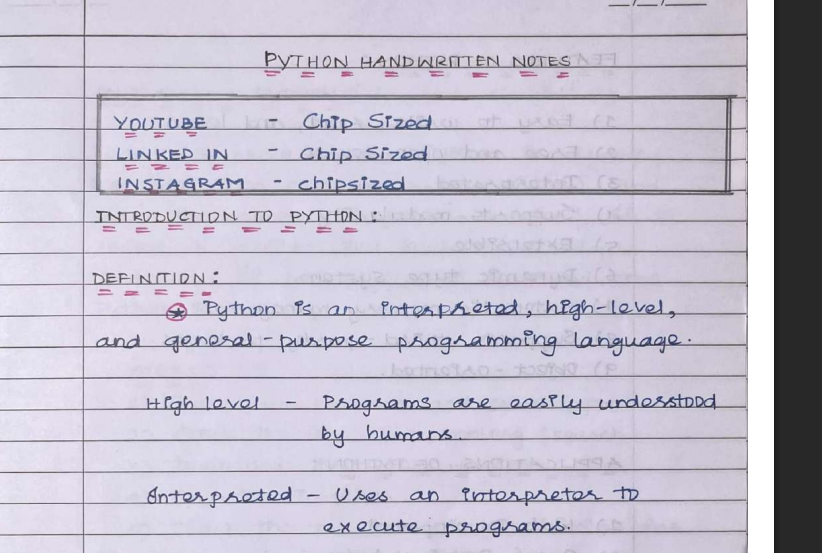 PYTHON HANDWRITTEN NOTES
YOUTUBE - Chip Sized
LINKED IN - Chip Sized
INSTAGRAM - chipsized
INTRODUCTION TO PYTHON :
DEFINITION :
Python is an interpreted, high-level,
and general-purpose programming language.
High level - Programs are easily understood
by humans.
Interpreted - Uses an interpreter to
execute programs.